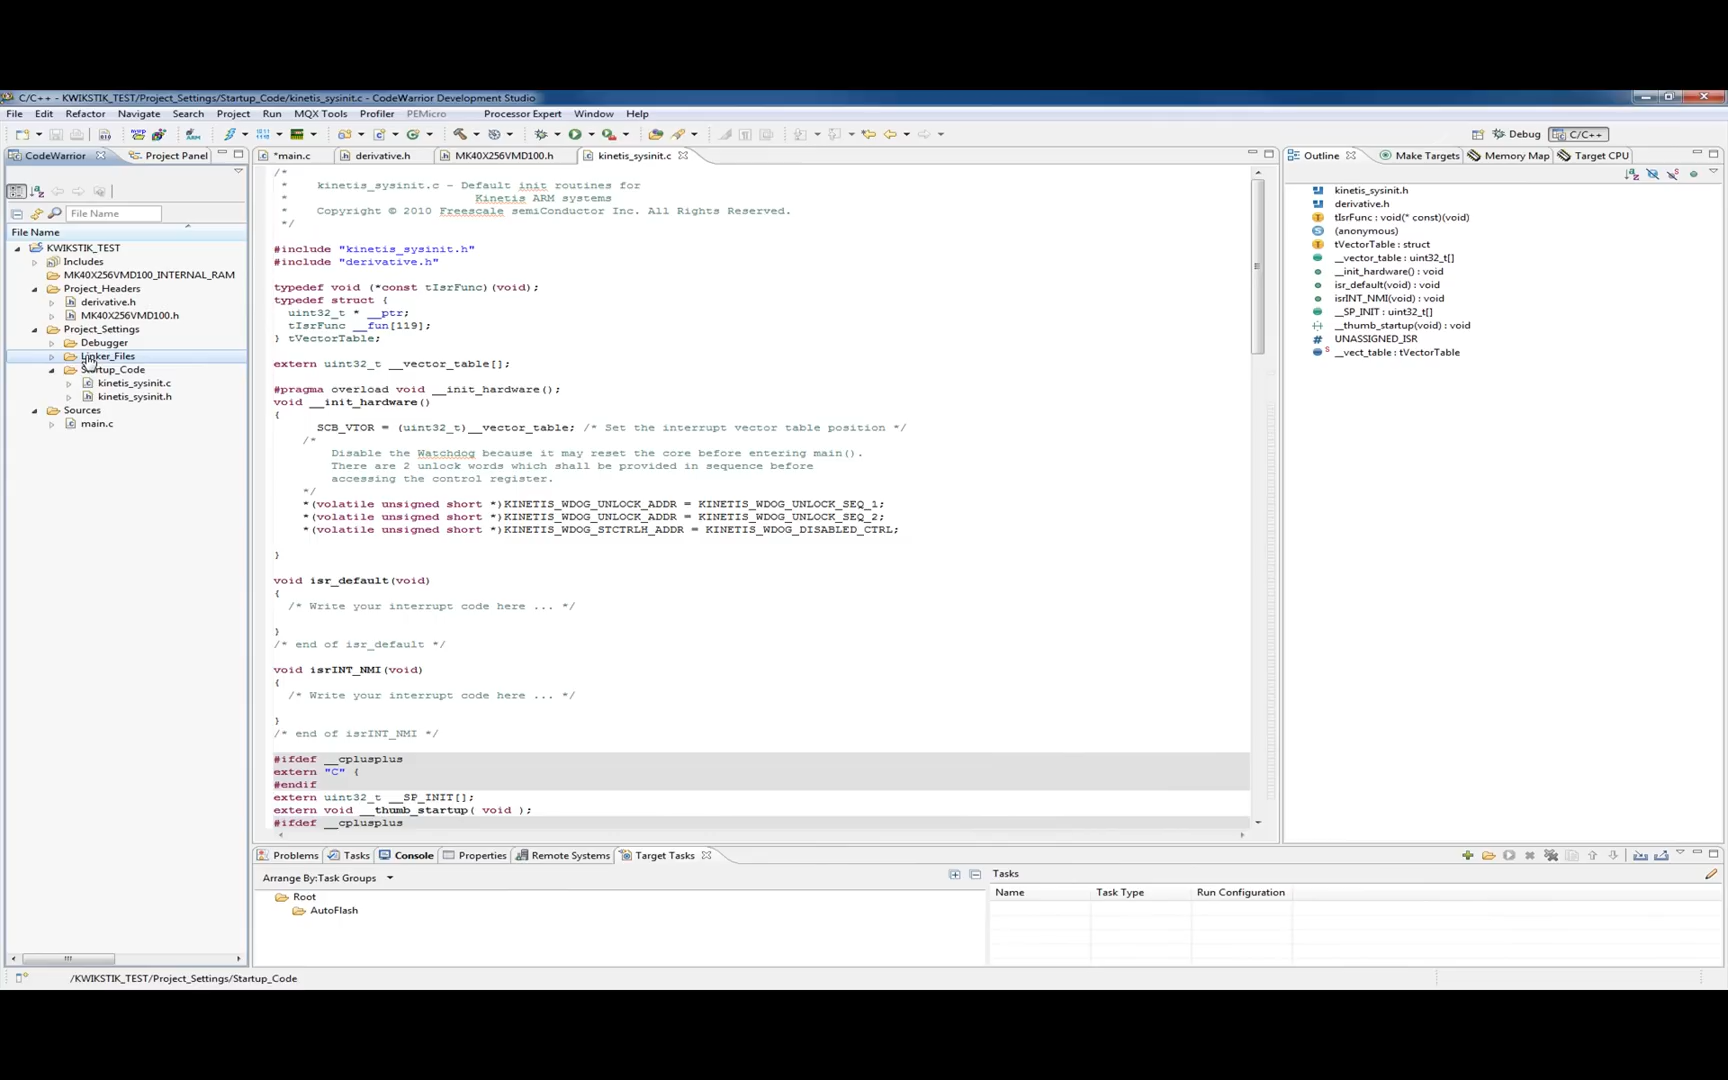 C/C++ - KWIKSTIK_TEST/Project_Settings/Startup_Code/kinetis_sysinit.c - CodeWarrior Development Studio
File Edit Refactor Navigate Search Project Run MQX Tools Profiler PEMicro Processor Expert Window Help
Debug C/C++
CodeWarrior Project Panel
File Name
File Name
KWIKSTIK_TEST
Includes
MK40X256VMD100_INTERNAL_RAM
Project_Headers
derivative.h
MK40X256VMD100.h
Project_Settings
Debugger
Linker_Files
Startup_Code
kinetis_sysinit.c
kinetis_sysinit.h
Sources
main.c
*main.c derivative.h MK40X256VMD100.h kinetis_sysinit.c
/*
* kinetis_sysinit.c - Default init routines for
* Kinetis ARM systems
* Copyright © 2010 Freescale semiConductor Inc. All Rights Reserved.
*/
#include "kinetis_sysinit.h"
#include "derivative.h"
typedef void (*const tIsrFunc)(void);
typedef struct {
uint32_t * __ptr;
tIsrFunc __fun[119];
} tVectorTable;
extern uint32_t __vector_table[];
#pragma overload void __init_hardware();
void __init_hardware()
{
SCB_VTOR = (uint32_t)__vector_table; /* Set the interrupt vector table position */
/*
Disable the Watchdog because it may reset the core before entering main().
There are 2 unlock words which shall be provided in sequence before
accessing the control register.
*/
*(volatile unsigned short *)KINETIS_WDOG_UNLOCK_ADDR = KINETIS_WDOG_UNLOCK_SEQ_1;
*(volatile unsigned short *)KINETIS_WDOG_UNLOCK_ADDR = KINETIS_WDOG_UNLOCK_SEQ_2;
*(volatile unsigned short *)KINETIS_WDOG_STCTRLH_ADDR = KINETIS_WDOG_DISABLED_CTRL;
}
void isr_default(void)
{
/* Write your interrupt code here ... */
}
/* end of isr_default */
void isrINT_NMI(void)
{
/* Write your interrupt code here ... */
}
/* end of isrINT_NMI */
#ifdef __cplusplus
extern "C" {
#endif
extern uint32_t __SP_INIT[];
extern void __thumb_startup( void );
#ifdef __cplusplus
Outline Make Targets Memory Map Target CPU
kinetis_sysinit.h
derivative.h
tIsrFunc : void(* const)(void)
(anonymous)
tVectorTable : struct
__vector_table : uint32_t[]
__init_hardware() : void
isr_default(void) : void
isrINT_NMI(void) : void
__SP_INIT : uint32_t[]
__thumb_startup(void) : void
UNASSIGNED_ISR
__vect_table : tVectorTable
Problems Tasks Console Properties Remote Systems Target Tasks
Arrange By:Task Groups
Root
AutoFlash
Tasks
Name Task Type Run Configuration
/KWIKSTIK_TEST/Project_Settings/Startup_Code